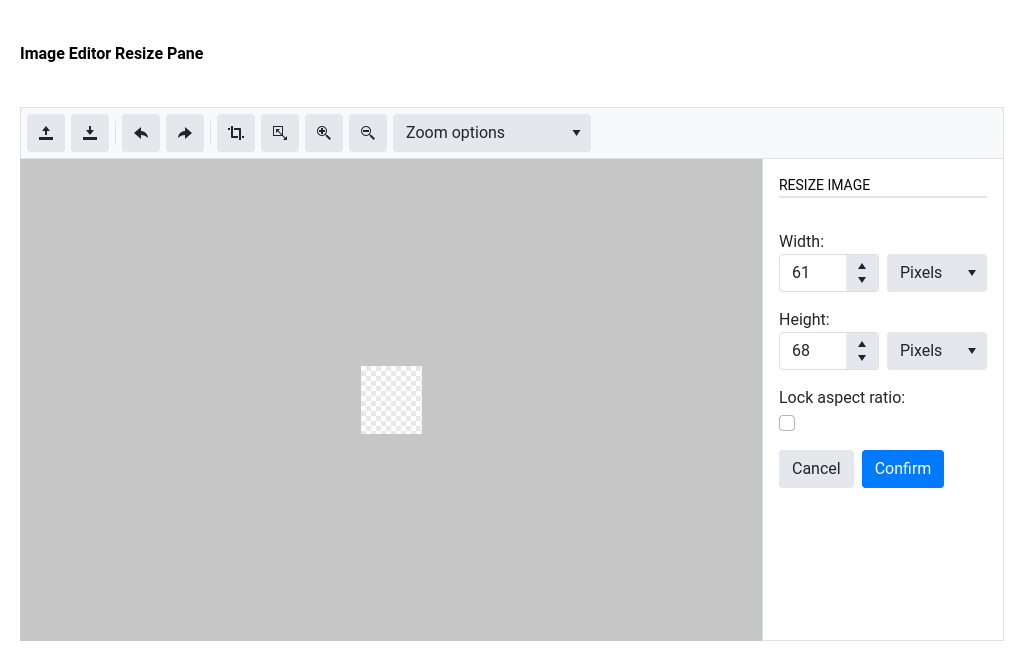 Image Editor Resize Pane
Zoom options
RESIZE IMAGE
Width:
61 Pixels
Height:
68 Pixels
Lock aspect ratio:
Cancel Confirm